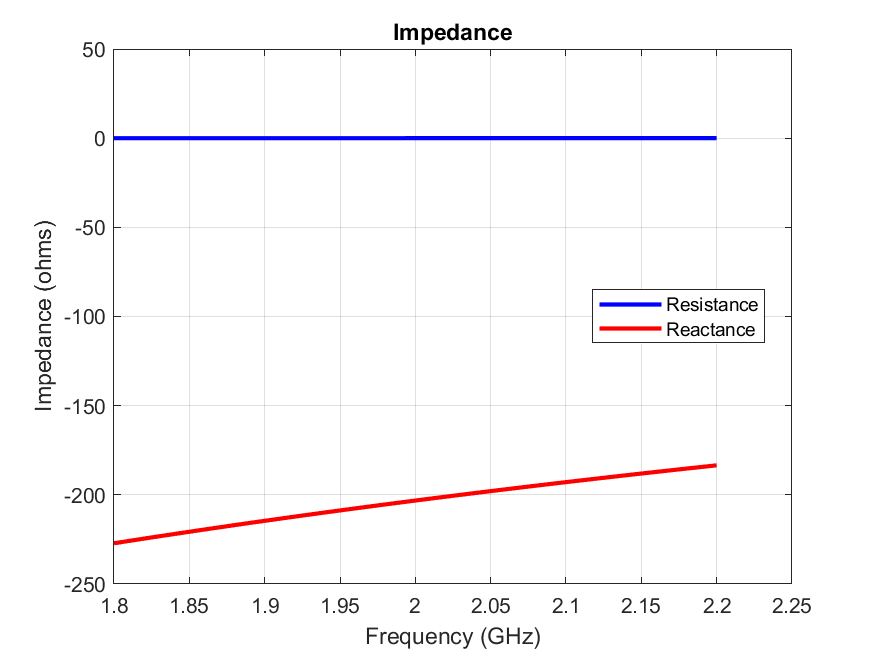 Impedance
50
0
-50
-100
-150
-200
-250
Impedance (ohms)
Resistance
Reactance
1.8 1.85 1.9 1.95 2 2.05 2.1 2.15 2.2 2.25
Frequency (GHz)